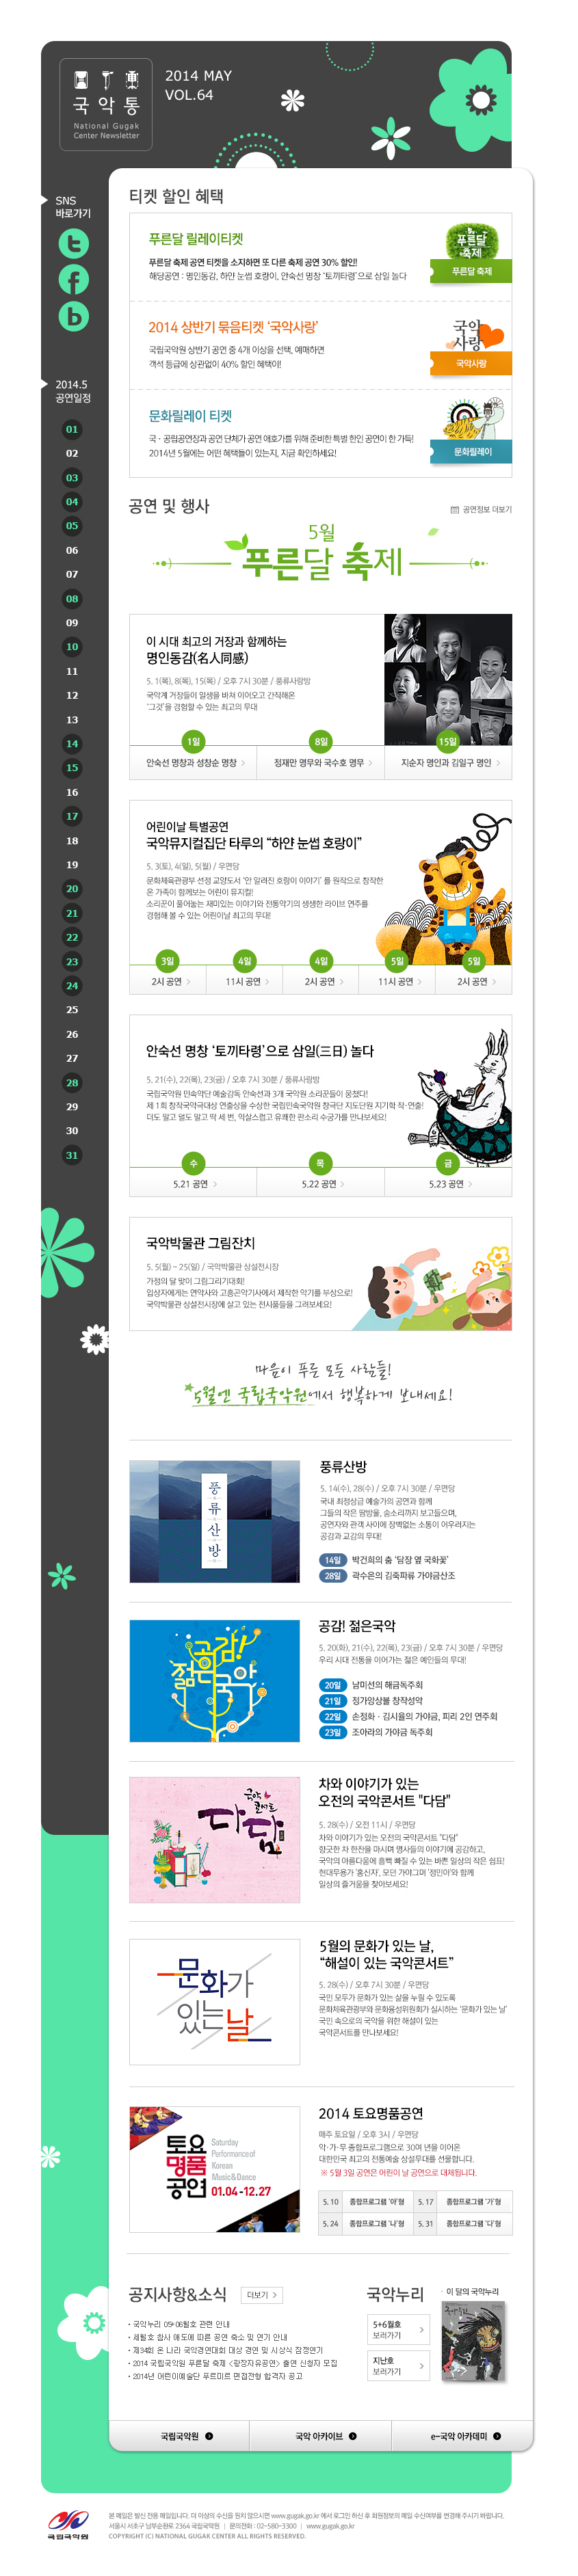 국악통
National Gugak
Center Newsletter
2014 MAY
VOL.64
SNS
바로가기
2014.5
공연일정
01
02
03
04
05
06
07
08
09
10
11
12
13
14
15
16
17
18
19
20
21
22
23
24
25
26
27
28
29
30
31
티켓 할인 혜택
푸른달 릴레이티켓
푸른달 축제 공연 티켓을 소지하면 또 다른 축제 공연 30% 할인!
해당공연 : 명인동감, 하얀 눈썹 호랑이, 안숙선 명창 '토끼타령'으로 삼일 놀다
푸른달
축제
푸른달 축제
2014 상반기 묶음티켓 '국악사랑'
국립국악원 상반기 공연 중 4개 이상을 선택, 예매하면
객석 등급에 상관없이 40% 할인 혜택이!
국악
사랑
국악사랑
문화릴레이 티켓
국 · 공립공연장과 공연 단체가 공연 애호가를 위해 준비한 특별 한인 공연이 한 가득!
2014년 5월에는 어떤 혜택들이 있는지, 지금 확인하세요!
문화릴레이
공연 및 행사
공연정보 더보기
5월
푸른달 축제
이 시대 최고의 거장과 함께하는
명인동감(名人同感)
5. 1(목), 8(목), 15(목) / 오후 7시 30분 / 풍류사랑방
국악계 거장들이 일생을 바쳐 이어오고 간직해온
'그것'을 경험할 수 있는 최고의 무대
1일
8일
15일
안숙선 명창과 성창순 명창
정재만 명무와 국수호 명무
지순자 명인과 김일구 명인
어린이날 특별공연
국악뮤지컬집단 타루의 “하얀 눈썹 호랑이”
5. 3(토), 4(일), 5(월) / 우면당
문화체육관광부 선정 교양도서 '안 알려진 호랑이 이야기' 를 원작으로 창작한
온 가족이 함께보는 어린이 뮤지컬!
소리꾼이 풀어놓는 재미있는 이야기와 전통악기의 생생한 라이브 연주를
경험해 볼 수 있는 어린이날 최고의 무대!
3일
4일
4일
5일
5일
2시 공연
11시 공연
2시 공연
11시 공연
2시 공연
안숙선 명창 '토끼타령'으로 삼일(三日) 놀다
5. 21(수), 22(목), 23(금) / 오후 7시 30분 / 풍류사랑방
국립국악원 민속악단 예술감독 안숙선과 3개 국악원 소리꾼들이 뭉쳤다!
제 1회 창작국악극대상 연출상을 수상한 국립민속국악원 창극단 지도단원 지기학 작·연출!
더도 말고 덜도 말고 딱 세 번, 익살스럽고 유쾌한 판소리 수궁가를 만나보세요!
수
목
금
5.21 공연
5.22 공연
5.23 공연
국악박물관 그림잔치
5. 5(월) ~ 25(일) / 국악박물관 상설전시장
가정의 달 맞이 그림그리기대회!
입상자에게는 연악사와 고흥곤악기사에서 제작한 악기를 부상으로!
국악박물관 상설전시장에 살고 있는 전시품들을 그려보세요!
마음이 푸른 모든 사람들!
5월엔 국립국악원에서 행복하게 보내세요!
풍류산방
풍류산방
5. 14(수), 28(수) / 오후 7시 30분 / 우면당
국내 최정상급 예술가의 공연과 함께
그들의 작은 땀방울, 숨소리까지 보고들으며,
공연자와 관객 사이에 장벽없는 소통이 어우러지는
공감과 교감의 무대!
14일 박건희의 춤 '담장 옆 국화꽃'
28일 곽수은의 김죽파류 가야금산조
공감!
젊은국악
공감! 젊은국악
5. 20(화), 21(수), 22(목), 23(금) / 오후 7시 30분 / 우면당
우리 시대 전통을 이어가는 젊은 예인들의 무대!
20일 남미선의 해금독주회
21일 정가앙상블 창작성악
22일 손정화 · 김시율의 가야금, 피리 2인 연주회
23일 조아라의 가야금 독주회
국악콘서트
다담
차와 이야기가 있는
오전의 국악콘서트 "다담"
5. 28(수) / 오전 11시 / 우면당
차와 이야기가 있는 오전의 국악콘서트 "다담"
향긋한 차 한잔을 마시며 명사들의 이야기에 공감하고,
국악의 아름다움에 흠뻑 빠질 수 있는 바쁜 일상의 작은 쉼표!
현대무용가 '홍신자', 모던 가야그머 '정민아'와 함께
일상의 즐거움을 찾아보세요!
문화가
있는날
5월의 문화가 있는 날,
“해설이 있는 국악콘서트”
5. 28(수) / 오후 7시 30분 / 우면당
국민 모두가 문화가 있는 삶을 누릴 수 있도록
문화체육관광부와 문화융성위원회가 실시하는 '문화가 있는 날'
국민 속으로의 국악을 위한 해설이 있는
국악콘서트를 만나보세요!
토요
명품
공연
Saturday
Performance of
Korean
Music&Dance
01.04 -12.27
2014 토요명품공연
매주 토요일 / 오후 3시 / 우면당
악·가·무 종합프로그램으로 30여 년을 이어온
대한민국 최고의 전통예술 상설무대를 선물합니다.
※ 5월 3일 공연은 어린이 날 공연으로 대체됩니다.
5. 10 종합프로그램 '아'형 5. 17 종합프로그램 '가'형
5. 24 종합프로그램 '나'형 5. 31 종합프로그램 '다'형
공지사항&소식
더보기
· 국악누리 05+06월호 관련 안내
· 세월호 참사 애도에 따른 공연 축소 및 연기 안내
· 제34회 온 나라 국악경연대회 대상 경연 및 시상식 잠정연기
· 2014 국립국악원 푸른달 축제 <광장자유공연> 출연 신청자 모집
· 2014년 어린이예술단 푸르미르 면접전형 합격자 공고
국악누리
5+6월호
보러가기
지난호
보러가기
· 이 달의 국악누리
국립국악원
국악 아카이브
e-국악 아카데미
국립국악원
본 메일은 발신 전용 메일입니다. 더 이상의 수신을 원치 않으시면 www.gugak.go.kr 에서 로그인 하신 후 회원정보의 메일 수신여부를 변경해 주시기 바랍니다.
서울시 서초구 남부순환로 2364 국립국악원 | 문의전화 : 02-580-3300 | www.gugak.go.kr
COPYRIGHT (C) NATIONAL GUGAK CENTER ALL RIGHTS RESERVED.